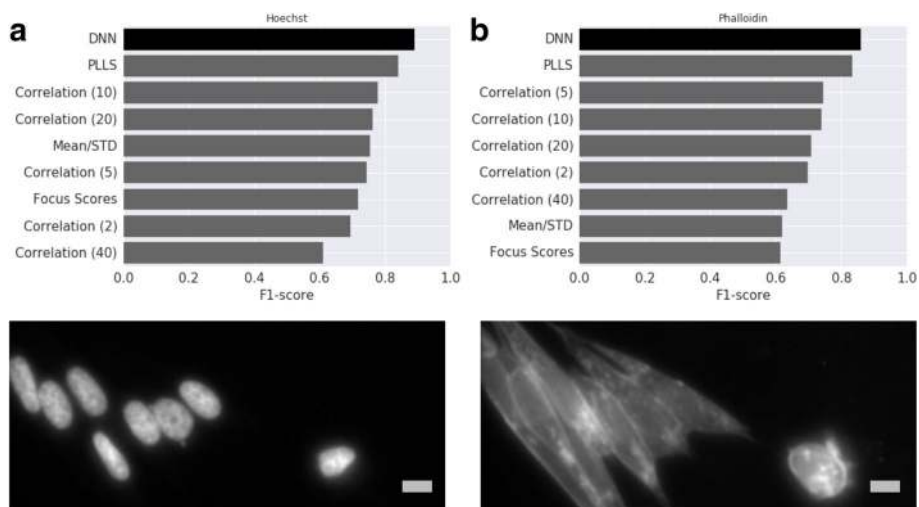 a
Hoechst
DNN
PLLS
Correlation (10)
Correlation (20)
Mean/STD
Correlation (5)
Focus Scores
Correlation (2)
Correlation (40)
0.0 0.2 0.4 0.6 0.8 1.0
F1-score
b
Phalloidin
DNN
PLLS
Correlation (5)
Correlation (10)
Correlation (20)
Correlation (2)
Correlation (40)
Mean/STD
Focus Scores
0.0 0.2 0.4 0.6 0.8 1.0
F1-score